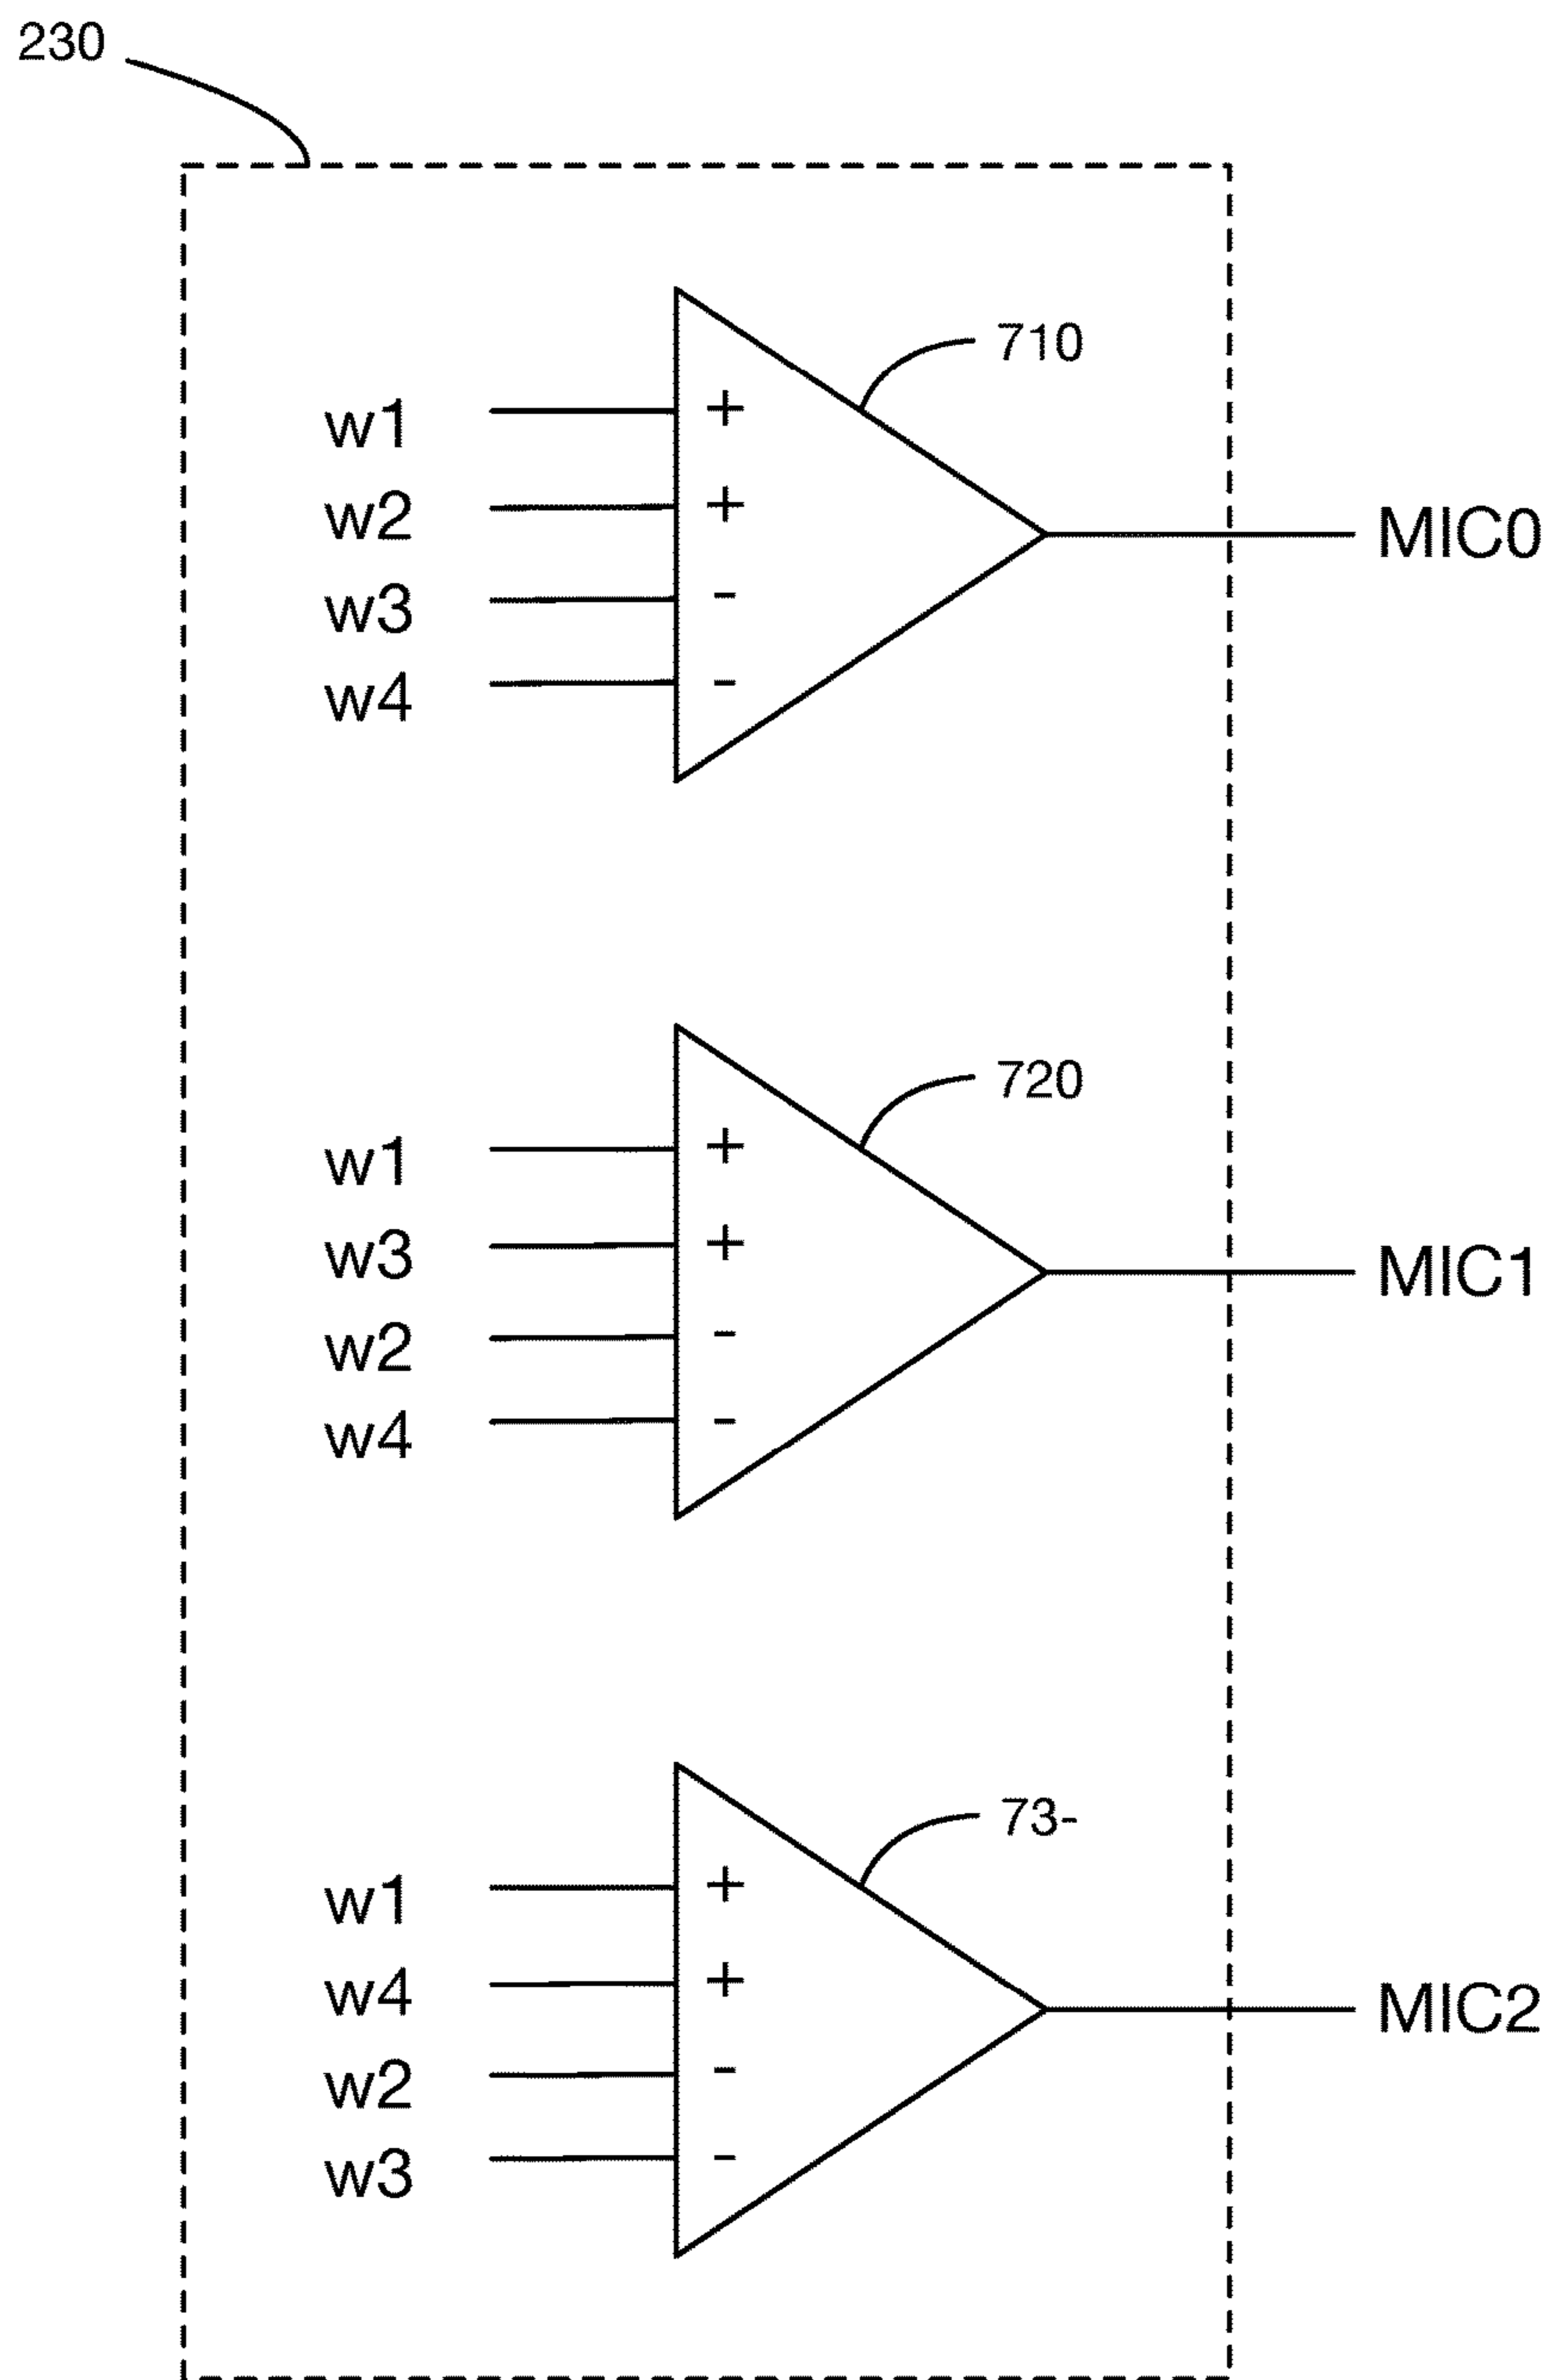 230
710
w1 +
w2 +
MIC0
w3 -
w4 -
720
w1 +
w3 +
MIC1
w2 -
w4 -
73-
w1 +
w4 +
MIC2
w2 -
w3 -